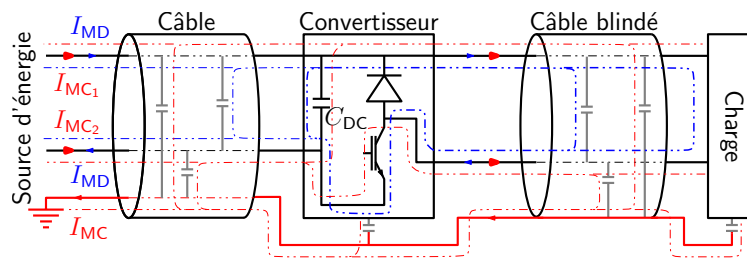 Câble
Convertisseur
Câble blindé
I_MD
I_MC₁
I_MC₂
I_MD
I_MC
Source d'énergie
C_DC
Charge